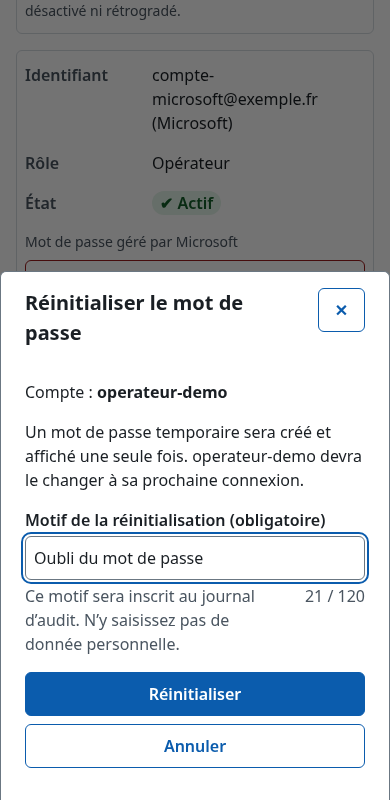 désactivé ni rétrogradé.
Identifiant
compte-
microsoft@exemple.fr
(Microsoft)
Rôle
Opérateur
État
✔ Actif
Mot de passe géré par Microsoft
Réinitialiser le mot de
passe
×
Compte : operateur-demo
Un mot de passe temporaire sera créé et
affiché une seule fois. operateur-demo devra
le changer à sa prochaine connexion.
Motif de la réinitialisation (obligatoire)
Oubli du mot de passe
Ce motif sera inscrit au journal
d’audit. N’y saisissez pas de
donnée personnelle.
21 / 120
Réinitialiser
Annuler